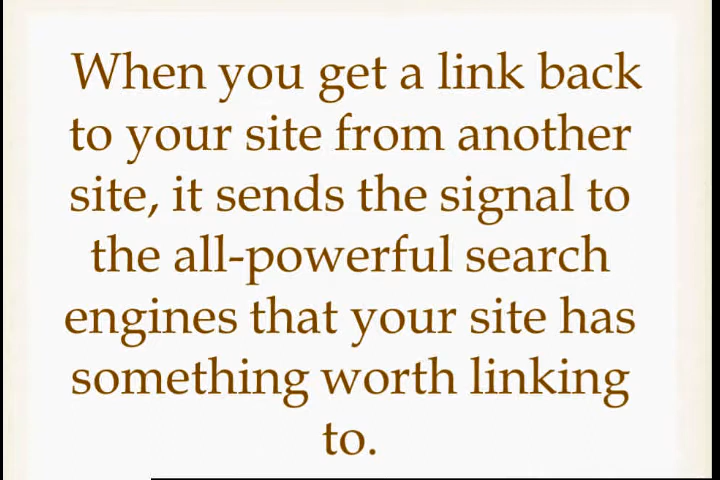 When you get a link back
to your site from another
site, it sends the signal to
the all-powerful search
engines that your site has
something worth linking
to.